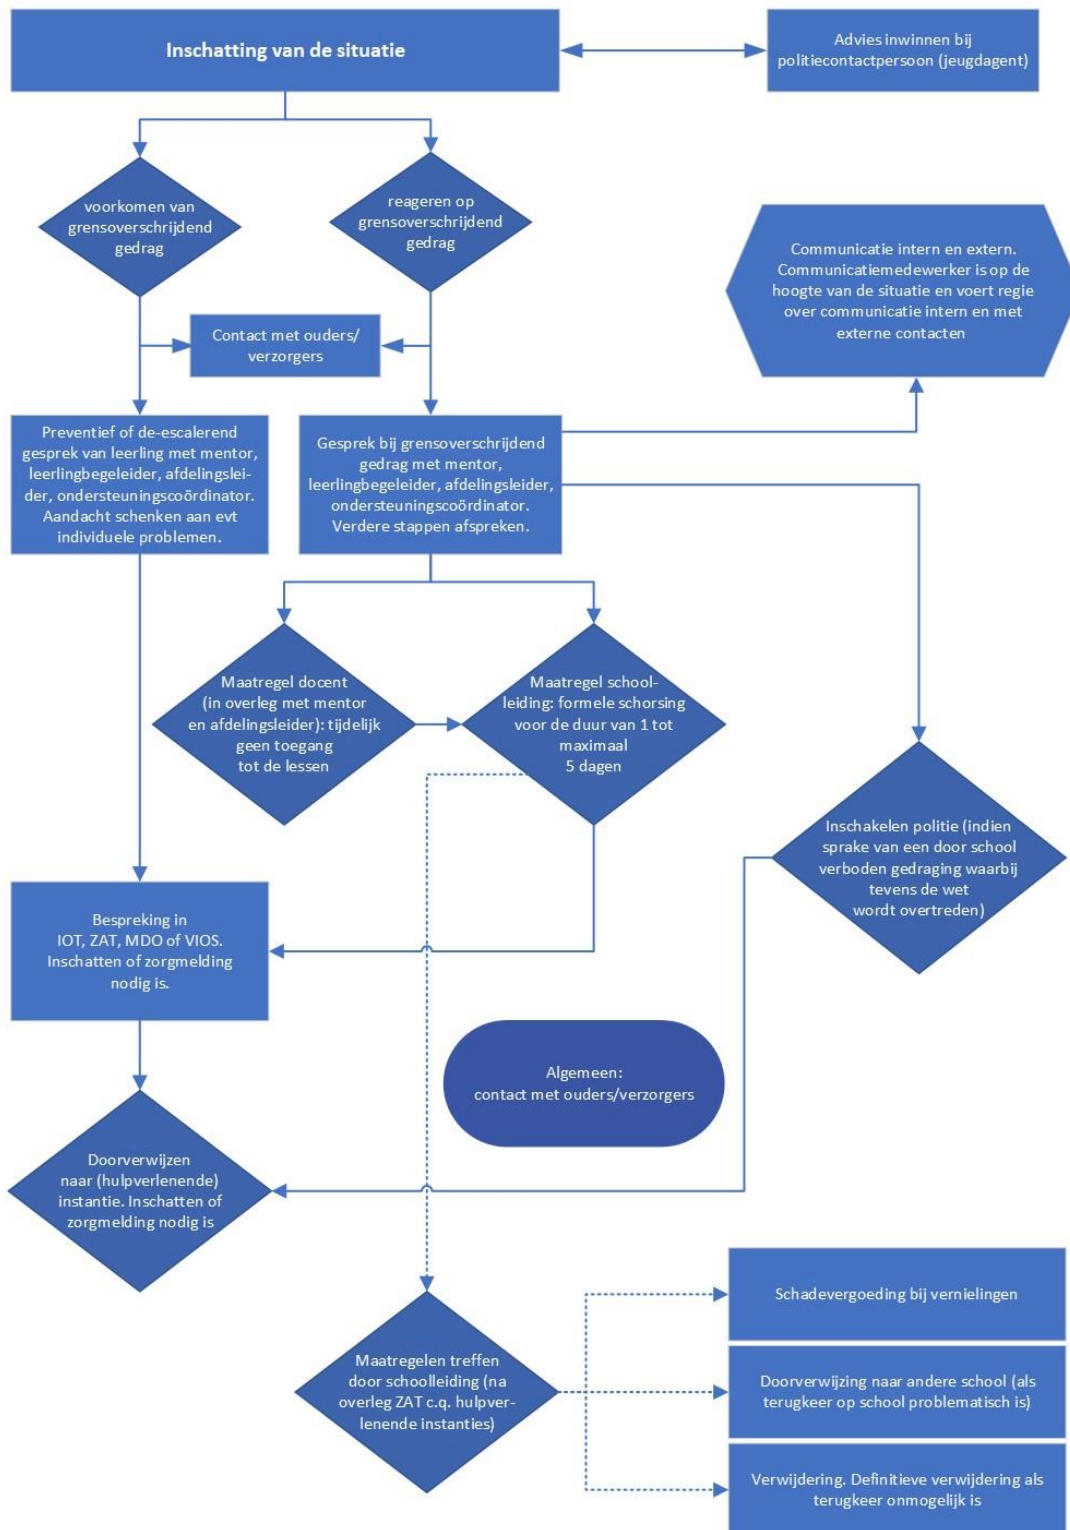 Inschatting van de situatie
Advies inwinnen bij
politiecontactpersoon (jeugdagent)
voorkomen van
grensoverschrijdend
gedrag
reageren op
grensoverschrijdend
gedrag
Communicatie intern en extern.
Communicatiemedewerker is op de
hoogte van de situatie en voert regie
over communicatie intern en met
externe contacten
Contact met ouders/
verzorgers
Preventief of de-escalerend
gesprek van leerling met mentor,
leerlingbegeleider, afdelingslei-
der, ondersteuningscoördinator.
Aandacht schenken aan evt
individuele problemen.
Gesprek bij grensoverschrijdend
gedrag met mentor,
leerlingbegeleider, afdelingsleider,
ondersteuningscoördinator.
Verdere stappen afspreken.
Maatregel docent
(in overleg met mentor
en afdelingsleider): tijdelijk
geen toegang
tot de lessen
Maatregel school-
leiding: formele schorsing
voor de duur van 1 tot
maximaal
5 dagen
Inschakelen politie (indien
sprake van een door school
verboden gedraging waarbij
tevens de wet
wordt overtreden)
Bespreking in
IOT, ZAT, MDO of VIOS.
Inschatten of zorgmelding
nodig is.
Algemeen:
contact met ouders/verzorgers
Doorverwijzen
naar (hulpverlenende)
instantie. Inschatten of
zorgmelding nodig is
Maatregelen treffen
door schoolleiding (na
overleg ZAT c.q. hulpver-
lenende instanties)
Schadevergoeding bij vernielingen
Doorverwijzing naar andere school (als
terugkeer op school problematisch is)
Verwijdering. Definitieve verwijdering als
terugkeer onmogelijk is